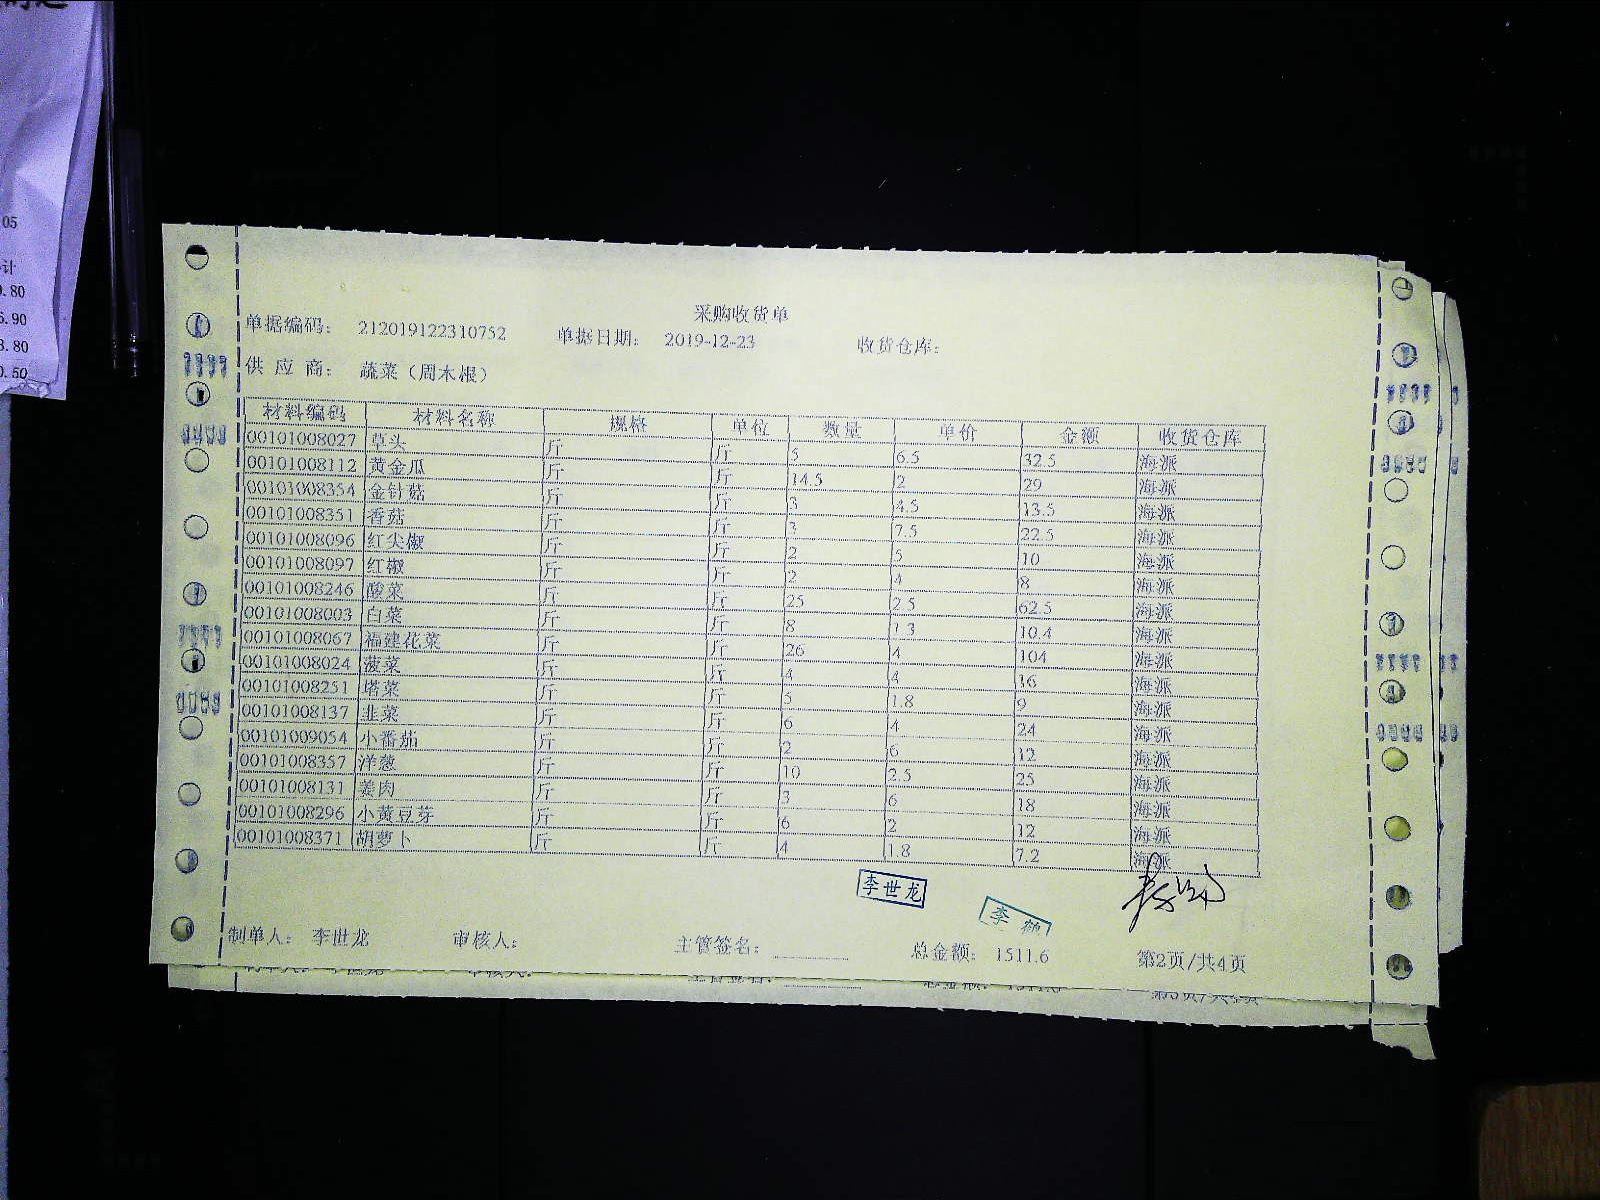 05
计
9.80
6.90
3.80
0.50
采购收货单
单据编码： 212019122310752 单据日期： 2019-12-23 收货仓库：
供 应 商： 蔬菜（周木根）
材料编码 材料名称 规格 单位 数量 单价 金额 收货仓库
00101008027 草头 斤 斤 5 6.5 32.5 海派
00101008112 黄金瓜 斤 斤 14.5 2 29 海派
00101008354 金针菇 斤 斤 3 4.5 13.5 海派
00101008351 香菇 斤 斤 3 7.5 22.5 海派
00101008096 红尖椒 斤 斤 2 5 10 海派
00101008097 红椒 斤 斤 2 4 8 海派
00101008246 酸菜 斤 斤 25 2.5 62.5 海派
00101008003 白菜 斤 斤 8 1.3 10.4 海派
00101008067 福建花菜 斤 斤 26 4 104 海派
00101008024 菠菜 斤 斤 4 4 16 海派
00101008251 塔菜 斤 斤 5 1.8 9 海派
00101008137 韭菜 斤 斤 6 4 24 海派
00101009054 小番茄 斤 斤 2 6 12 海派
00101008357 洋葱 斤 斤 10 2.5 25 海派
00101008131 姜肉 斤 斤 3 6 18 海派
00101008296 小黄豆芽 斤 斤 6 2 12 海派
00101008371 胡萝卜 斤 斤 4 1.8 7.2 海派
李世龙
李
制单人： 李世龙 审核人： 主管签名： 总金额： 1511.6 第2页/共4页